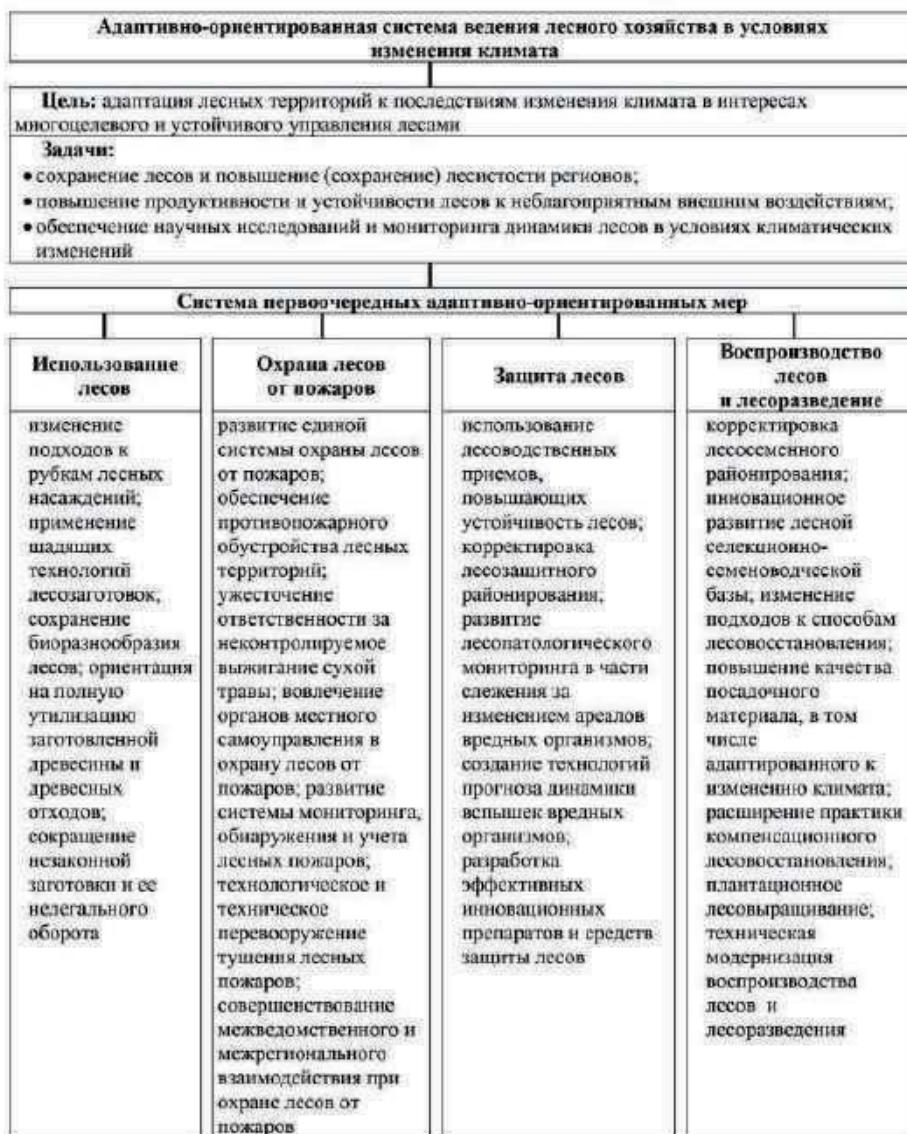 Адаптивно-ориентированная система ведения лесного хозяйства в условиях
изменения климата
Цель: адаптация лесных территорий к последствиям изменения климата в интересах
многоцелевого и устойчивого управления лесами
Задачи:
• сохранение лесов и повышение (сохранение) лесистости регионов;
• повышение продуктивности и устойчивости лесов к неблагоприятным внешним воздействиям;
• обеспечение научных исследований и мониторинга динамики лесов в условиях климатических
изменений
Система первоочередных адаптивно-ориентированных мер
Использование
лесов
изменение
подходов к
рубкам лесных
насаждений;
применение
щадящих
технологий
лесозаготовок;
сохранение
биоразнообразия
лесов; ориентация
на полную
утилизацию
заготовленной
древесины и
древесных
отходов;
сокращение
незаконной
заготовки и ее
нелегального
оборота
Охрана лесов
от пожаров
развитие единой
системы охраны лесов
от пожаров;
обеспечение
противопожарного
обустройства лесных
территорий;
ужесточение
ответственности за
неконтролируемое
выжигание сухой
травы; вовлечение
органов местного
самоуправления в
охрану лесов от
пожаров; развитие
системы мониторинга,
обнаружения и учета
лесных пожаров;
технологическое и
техническое
перевооружение
тушения лесных
пожаров;
совершенствование
межведомственного и
межрегионального
взаимодействия при
охране лесов от
пожаров
Защита лесов
использование
лесоводственных
приемов,
повышающих
устойчивость лесов;
корректировка
лесозащитного
районирования;
развитие
лесопатологического
мониторинга в части
слежения за
изменением ареалов
вредных организмов;
создание технологий
прогноза динамики
вспышек вредных
организмов;
разработка
эффективных
инновационных
препаратов и средств
защиты лесов
Воспроизводство
лесов
и лесоразведение
корректировка
лесосеменного
районирования;
инновационное
развитие лесной
селекционно-
семеноводческой
базы; изменение
подходов к способам
лесовосстановления;
повышение качества
посадочного
материала, в том
числе
адаптированного к
изменению климата;
расширение практики
компенсационного
лесовосстановления;
плантационное
лесовыращивание;
техническая
модернизация
воспроизводства
лесов и
лесоразведения